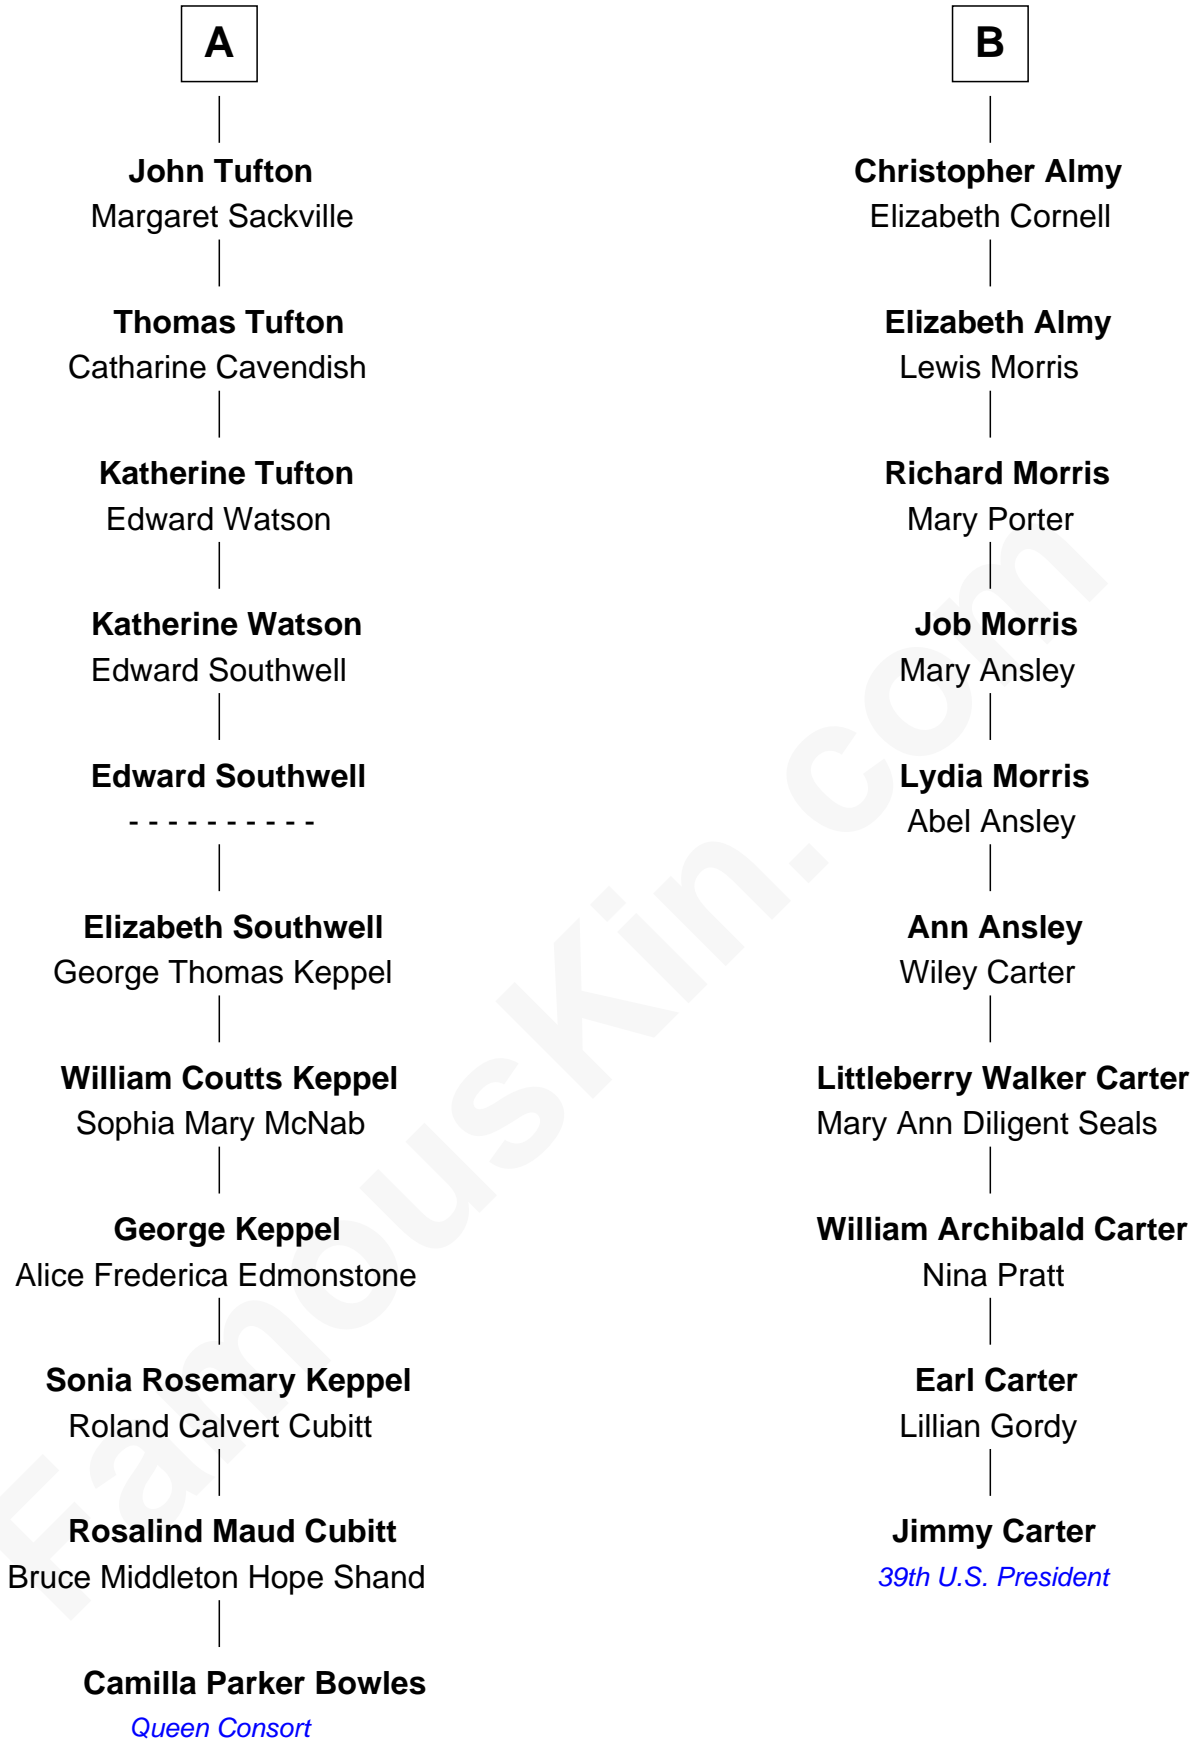 A
John Tufton
Margaret Sackville
Thomas Tufton
Catharine Cavendish
Katherine Tufton
Edward Watson
Katherine Watson
Edward Southwell
Edward Southwell
- - - - - - - - - -
Elizabeth Southwell
George Thomas Keppel
William Coutts Keppel
Sophia Mary McNab
George Keppel
Alice Frederica Edmonstone
Sonia Rosemary Keppel
Roland Calvert Cubitt
Rosalind Maud Cubitt
Bruce Middleton Hope Shand
Camilla Parker Bowles
Queen Consort
B
Christopher Almy
Elizabeth Cornell
Elizabeth Almy
Lewis Morris
Richard Morris
Mary Porter
Job Morris
Mary Ansley
Lydia Morris
Abel Ansley
Ann Ansley
Wiley Carter
Littleberry Walker Carter
Mary Ann Diligent Seals
William Archibald Carter
Nina Pratt
Earl Carter
Lillian Gordy
Jimmy Carter
39th U.S. President
FamousKin.com